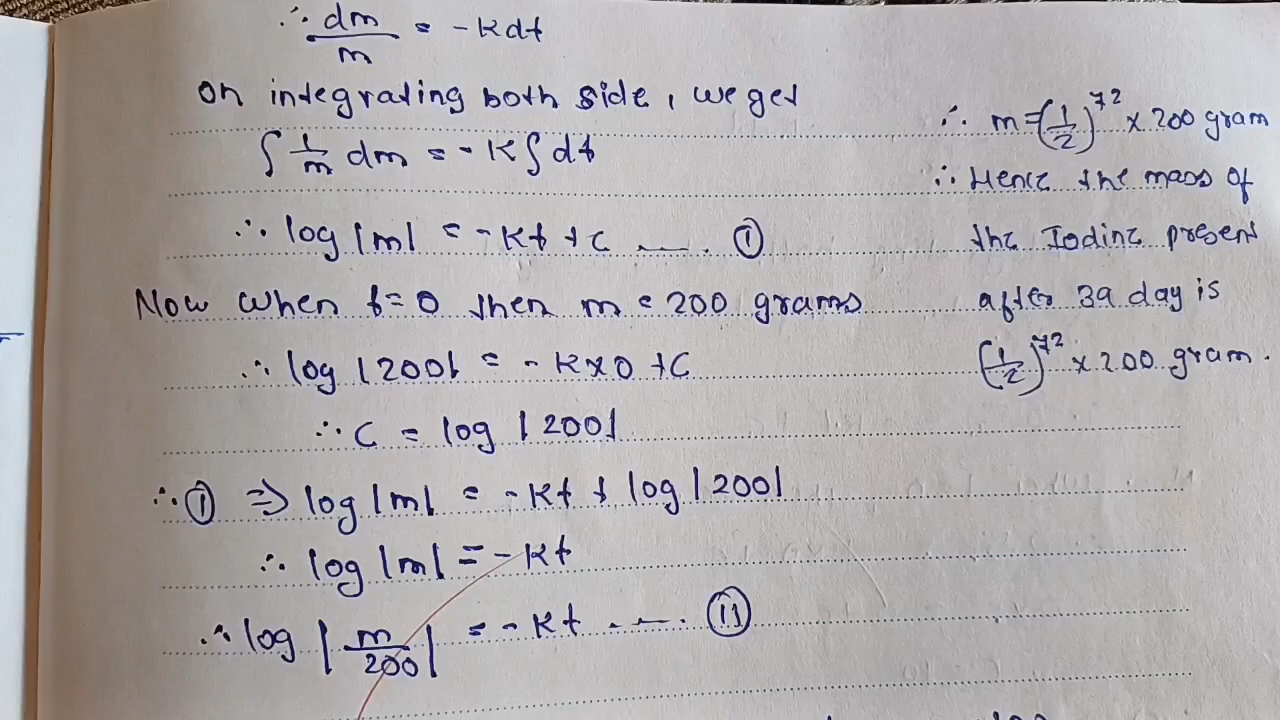 ∴ dm/m = -kdt
on integrating both side, we get
∫ 1/m dm = -K∫dt
∴ log |m| = -Kt + c ——. ①
Now when t=0 then m = 200 grams
∴ log |200| = -K×0 +C
∴ C = log |200|
∴ ① ⇒ log |m| = -Kt + log |200|
∴ log |m| = -Kt
∴ log |m/200| = -Kt ——. ⑪
∴ m=(1/2)^72 × 200 gram
∴ Hence the mass of
the Iodine present
after 39 day is
(1/2)^72 × 200 gram.